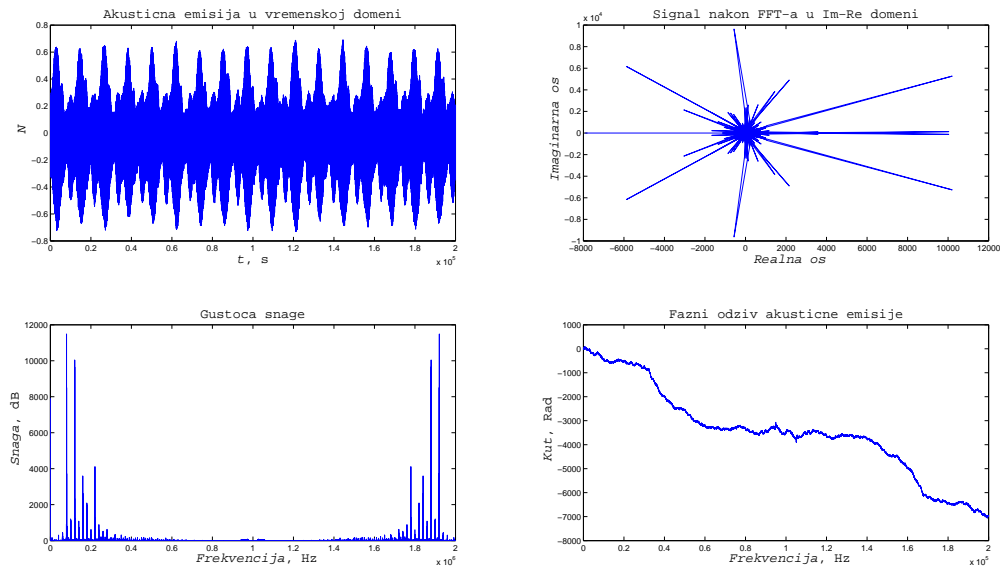 Akusticna emisija u vremenskoj domeni
0.8
0.6
0.4
0.2
0
−0.2
−0.4
−0.6
−0.8
N
0 0.2 0.4 0.6 0.8 1 1.2 1.4 1.6 1.8 2
x 10^5
t, s
Signal nakon FFT-a u Im-Re domeni
x 10^4
1
0.8
0.6
0.4
0.2
0
−0.2
−0.4
−0.6
−0.8
−1
Imaginarna os
−8000 −6000 −4000 −2000 0 2000 4000 6000 8000 10000 12000
Realna os
Gustoca snage
12000
10000
8000
6000
4000
2000
0
Snaga, dB
0 0.2 0.4 0.6 0.8 1 1.2 1.4 1.6 1.8 2
x 10^6
Frekvencija, Hz
Fazni odziv akusticne emisije
1000
0
−1000
−2000
−3000
−4000
−5000
−6000
−7000
−8000
Kut, Rad
0 0.2 0.4 0.6 0.8 1 1.2 1.4 1.6 1.8 2
x 10^5
Frekvencija, Hz